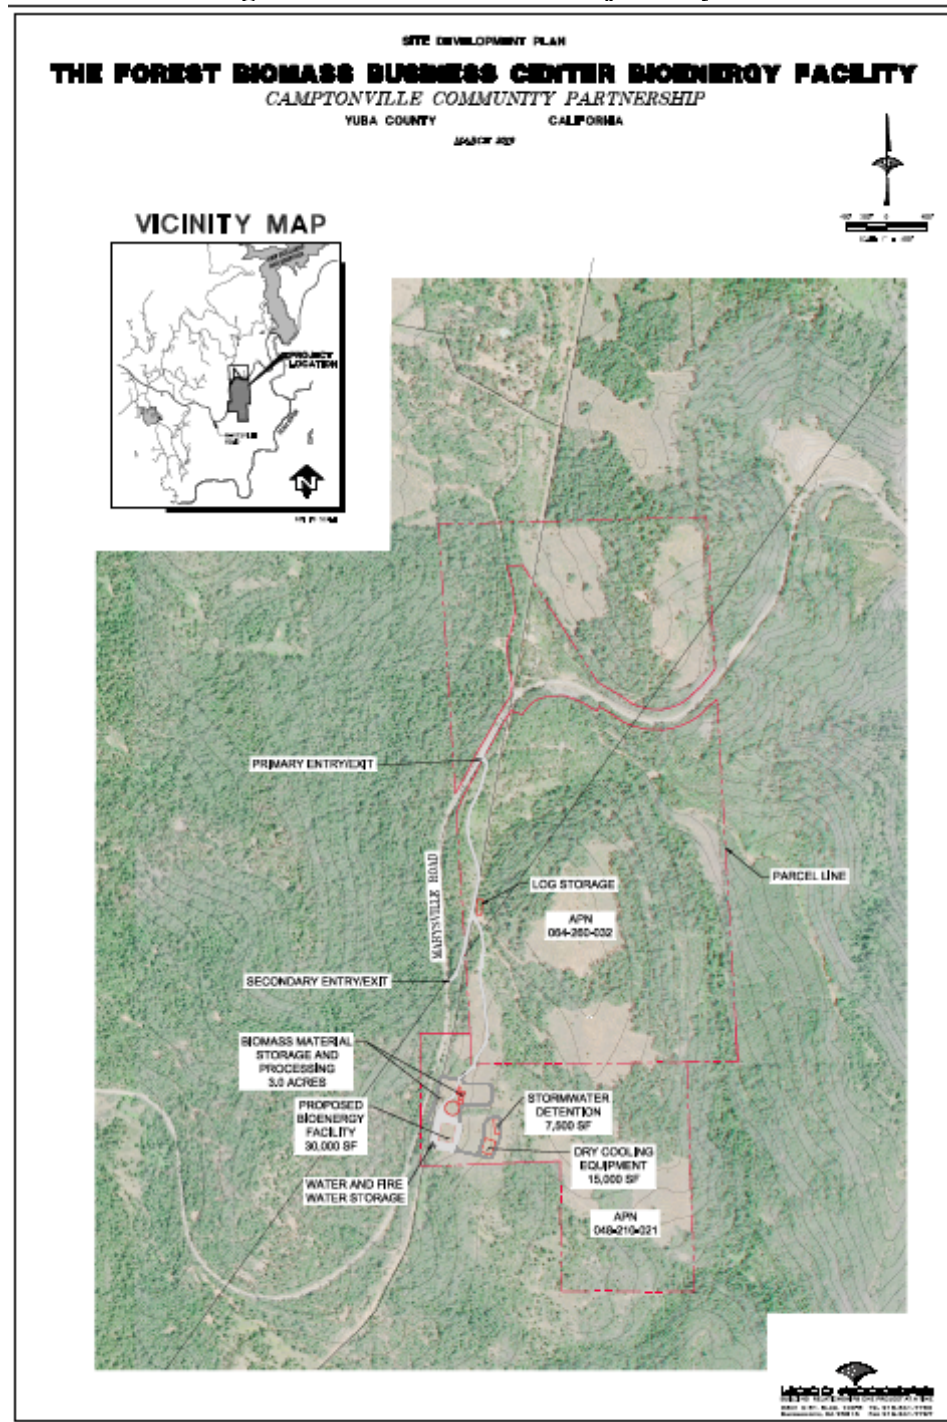 SITE DEVELOPMENT PLAN
THE FOREST BIOMASS BUSINESS CENTER BIOENERGY FACILITY
CAMPTONVILLE COMMUNITY PARTNERSHIP
YUBA COUNTY CALIFORNIA
MARCH
VICINITY MAP
PROJECT
LOCATION
N
PRIMARY ENTRY/EXIT
MARYSVILLE ROAD
LOG STORAGE
PARCEL LINE
APN
064-260-032
SECONDARY ENTRY/EXIT
BIOMASS MATERIAL
STORAGE AND
PROCESSING
3.0 ACRES
PROPOSED
BIOENERGY
FACILITY
30,000 SF
STORMWATER
DETENTION
7,500 SF
DRY COOLING
EQUIPMENT
15,000 SF
WATER AND FIRE
WATER STORAGE
APN
048-210-021